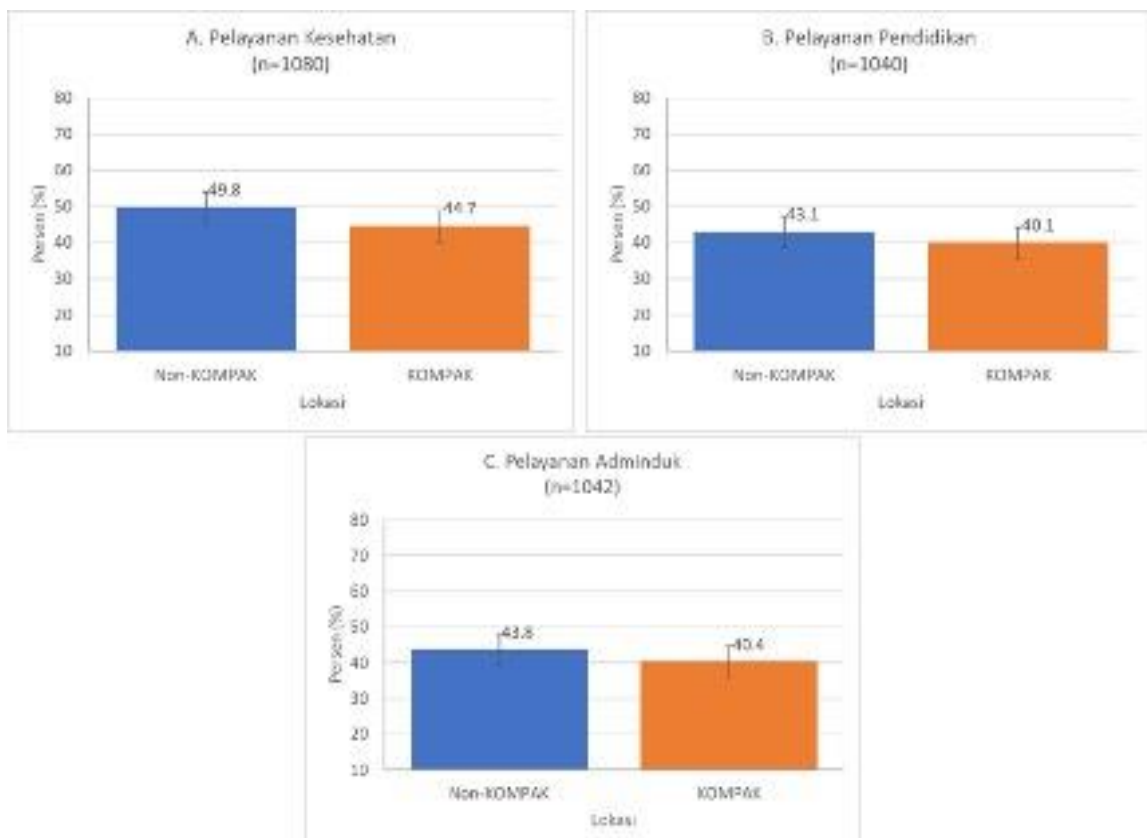 A. Pelayanan Kesehatan
(n=1080)
Persen (%)
80
70
60
50
40
30
20
10
49.8
44.7
Non-KOMPAK
KOMPAK
Lokasi
B. Pelayanan Pendidikan
(n=1040)
Persen (%)
80
70
60
50
40
30
20
10
43.1
40.1
Non-KOMPAK
KOMPAK
Lokasi
C. Pelayanan Adminduk
(n=1042)
Persen (%)
80
70
60
50
40
30
20
10
43.8
40.4
Non-KOMPAK
KOMPAK
Lokasi